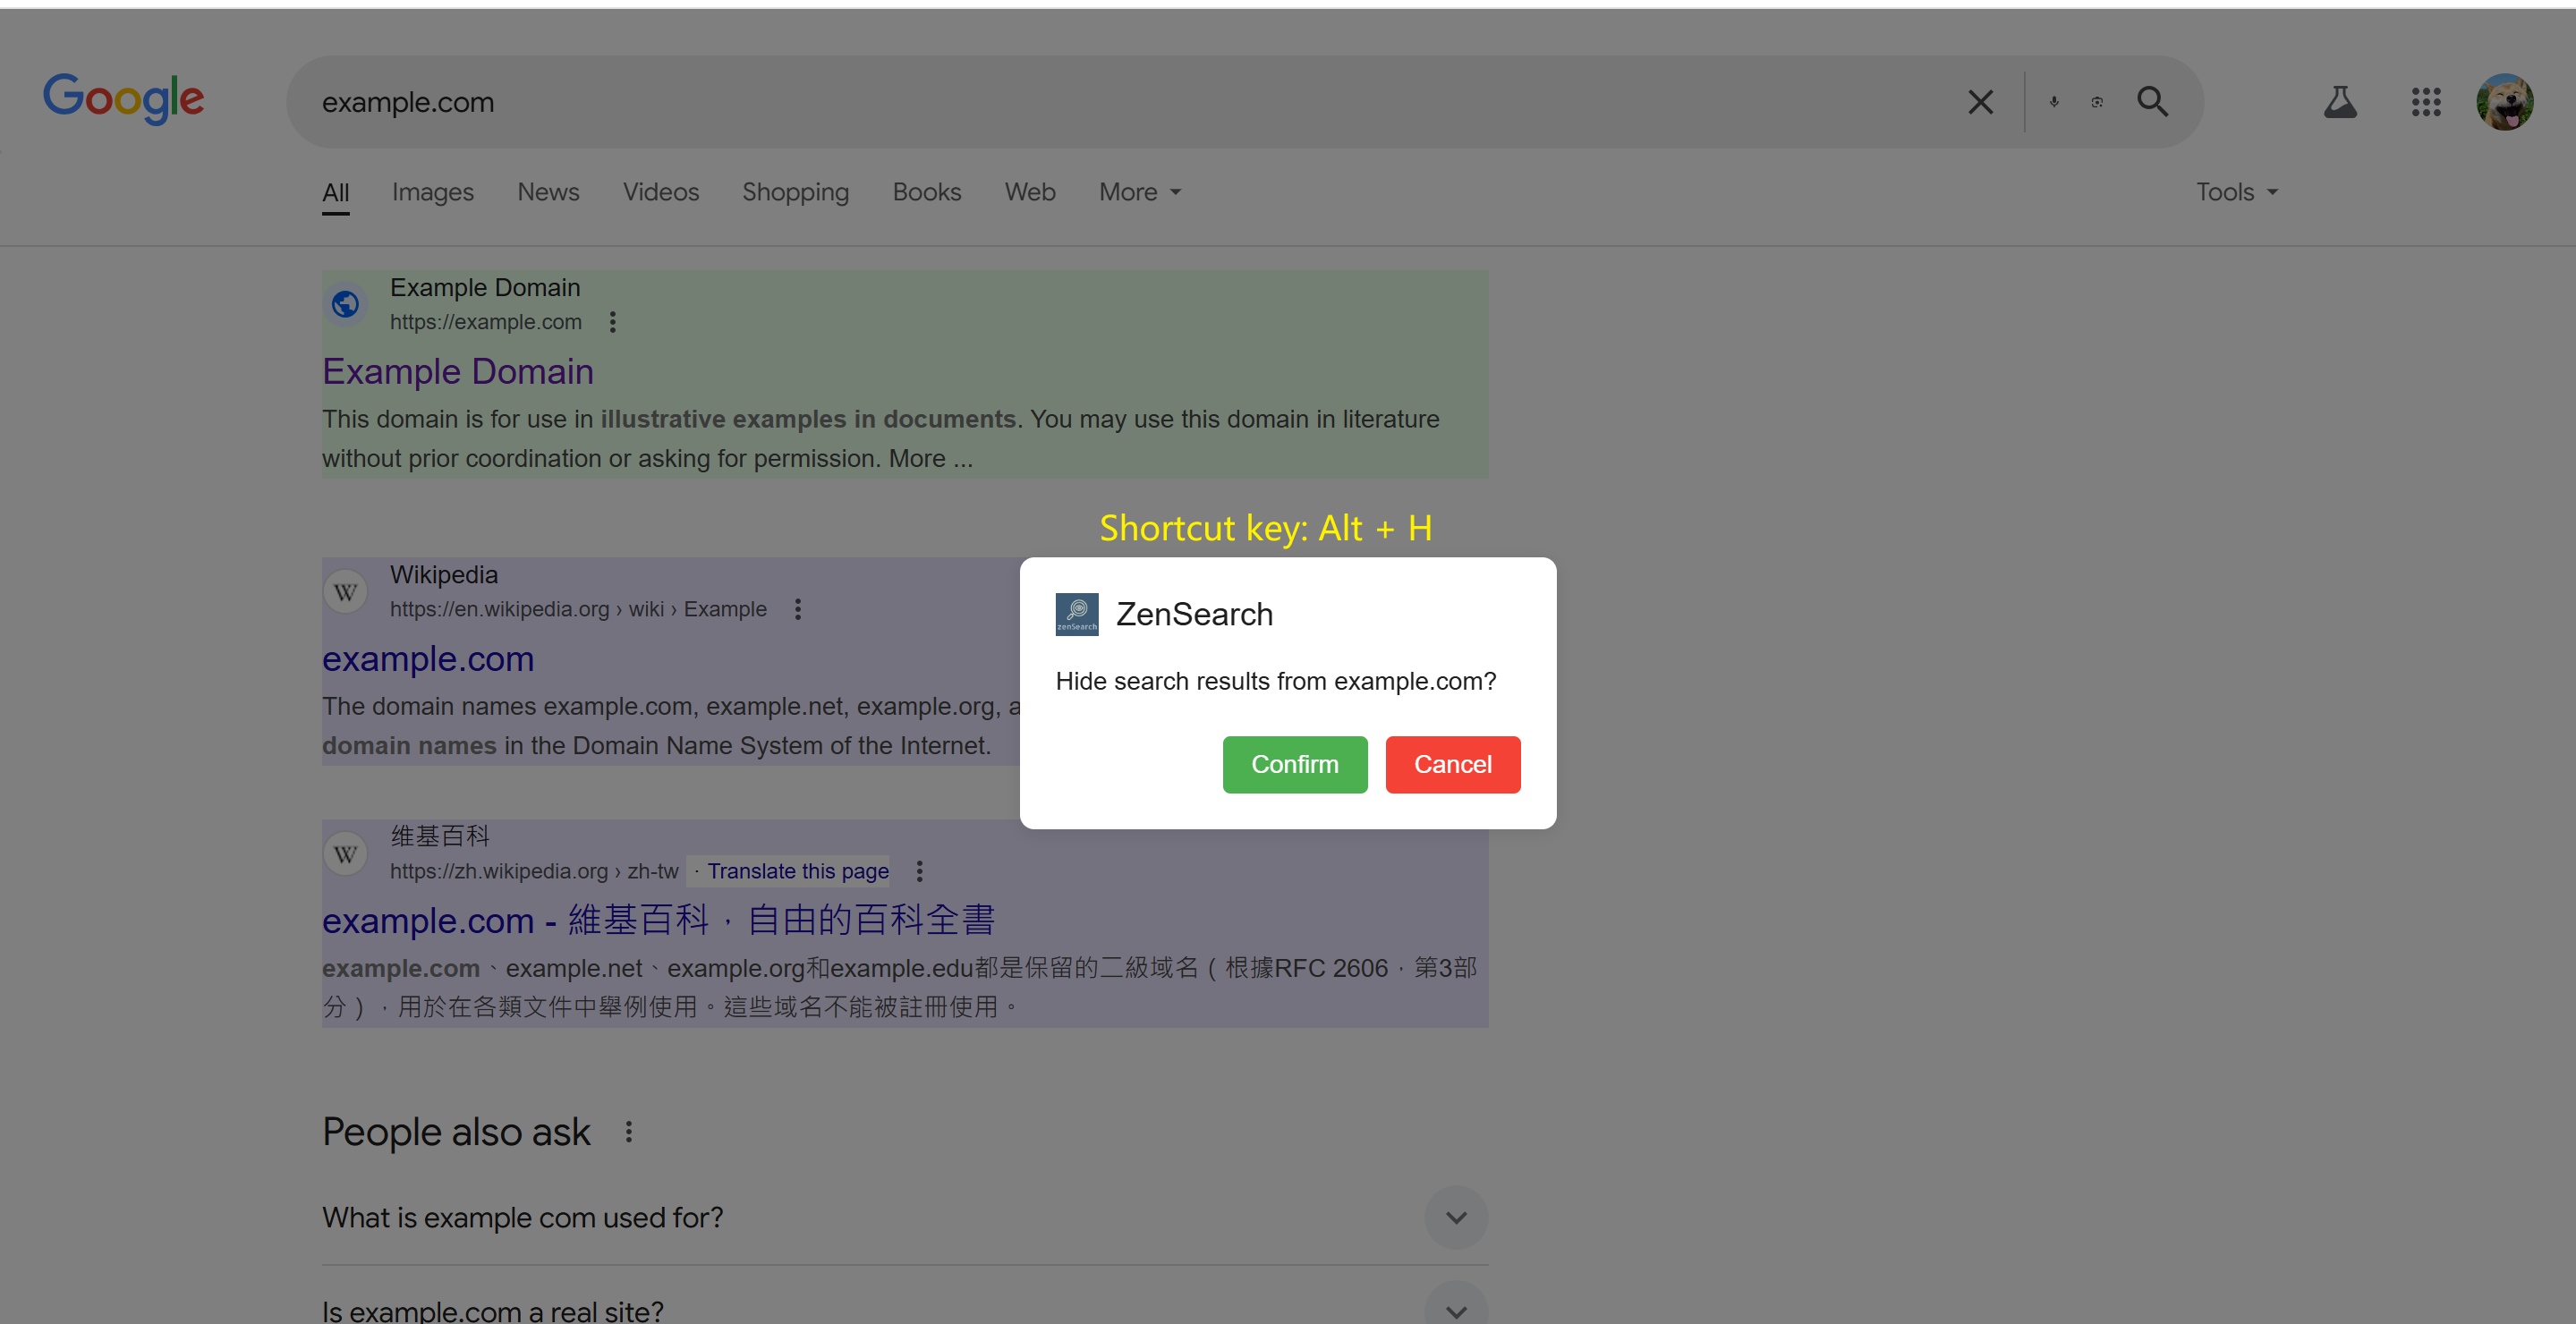 Google
example.com
All Images News Videos Shopping Books Web More Tools
Example Domain
https://example.com
Example Domain
This domain is for use in illustrative examples in documents. You may use this domain in literature
without prior coordination or asking for permission. More ...
Shortcut key: Alt + H
Wikipedia
https://en.wikipedia.org › wiki › Example
example.com
The domain names example.com, example.net, example.org,
domain names in the Domain Name System of the Internet.
zenSearch
ZenSearch
Hide search results from example.com?
Confirm Cancel
W
维基百科
https://zh.wikipedia.org › zh-tw · Translate this page
example.com - 維基百科，自由的百科全書
example.com、example.net、example.org和example.edu都是保留的二級域名（根據RFC 2606，第3部
分），用於在各類文件中舉例使用。這些域名不能被註冊使用。
People also ask
What is example com used for?
Is example.com a real site?